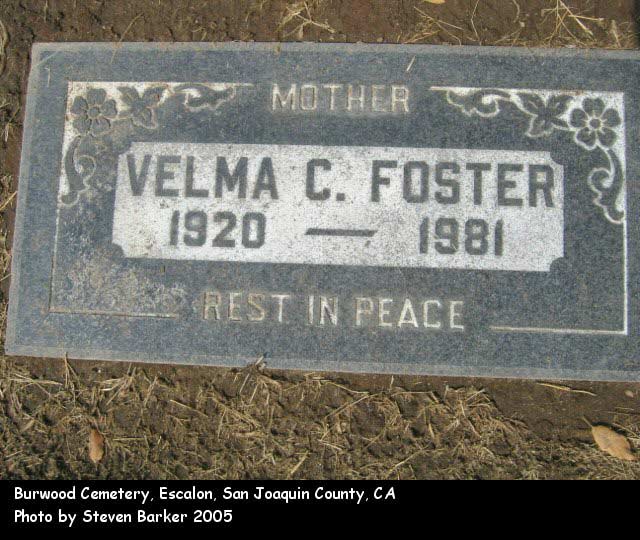 MOTHER
VELMA C. FOSTER
1920 — 1981
REST IN PEACE
Burwood Cemetery, Escalon, San Joaquin County, CA
Photo by Steven Barker 2005